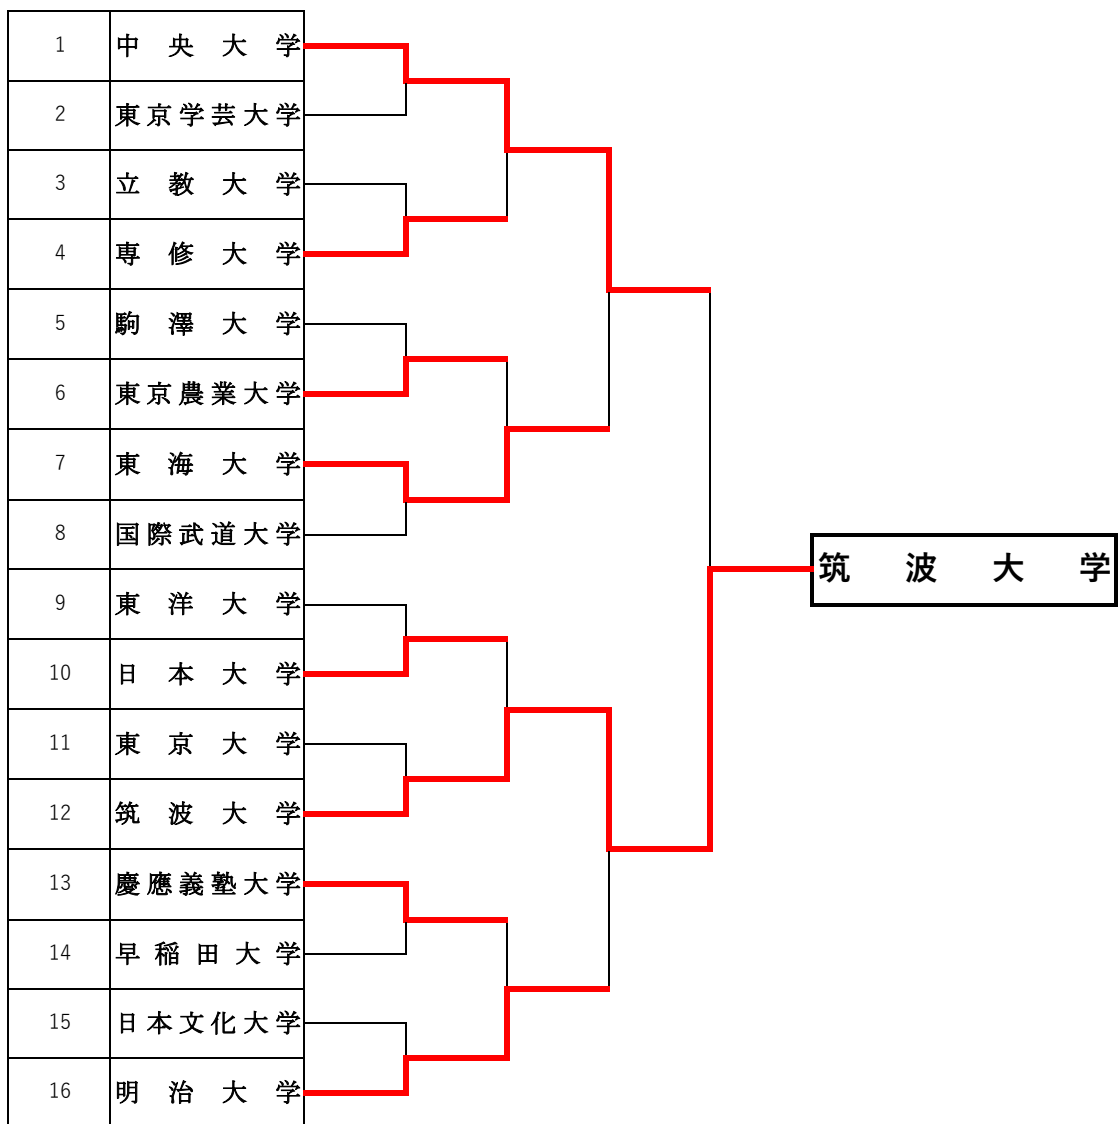 1 中央大学
2 東京学芸大学
3 立教大学
4 専修大学
5 駒澤大学
6 東京農業大学
7 東海大学
8 国際武道大学
筑波大学
9 東洋大学
10 日本大学
11 東京大学
12 筑波大学
13 慶應義塾大学
14 早稲田大学
15 日本文化大学
16 明治大学